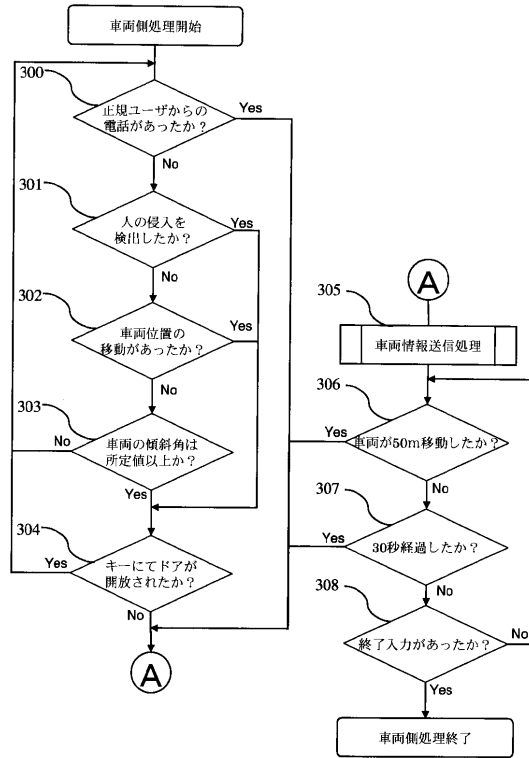 車両側処理開始
300
正規ユーザからの
電話があったか？
Yes
No
301
人の侵入を
検出したか？
Yes
No
302
車両位置の
移動があったか？
Yes
No
303
車両の傾斜角は
所定値以上か？
No
Yes
304
キーにてドアが
開放されたか？
Yes
No
A
A
305
車両情報送信処理
306
車両が50m移動したか？
Yes
No
307
30秒経過したか？
Yes
No
308
終了入力があったか？
No
Yes
車両側処理終了